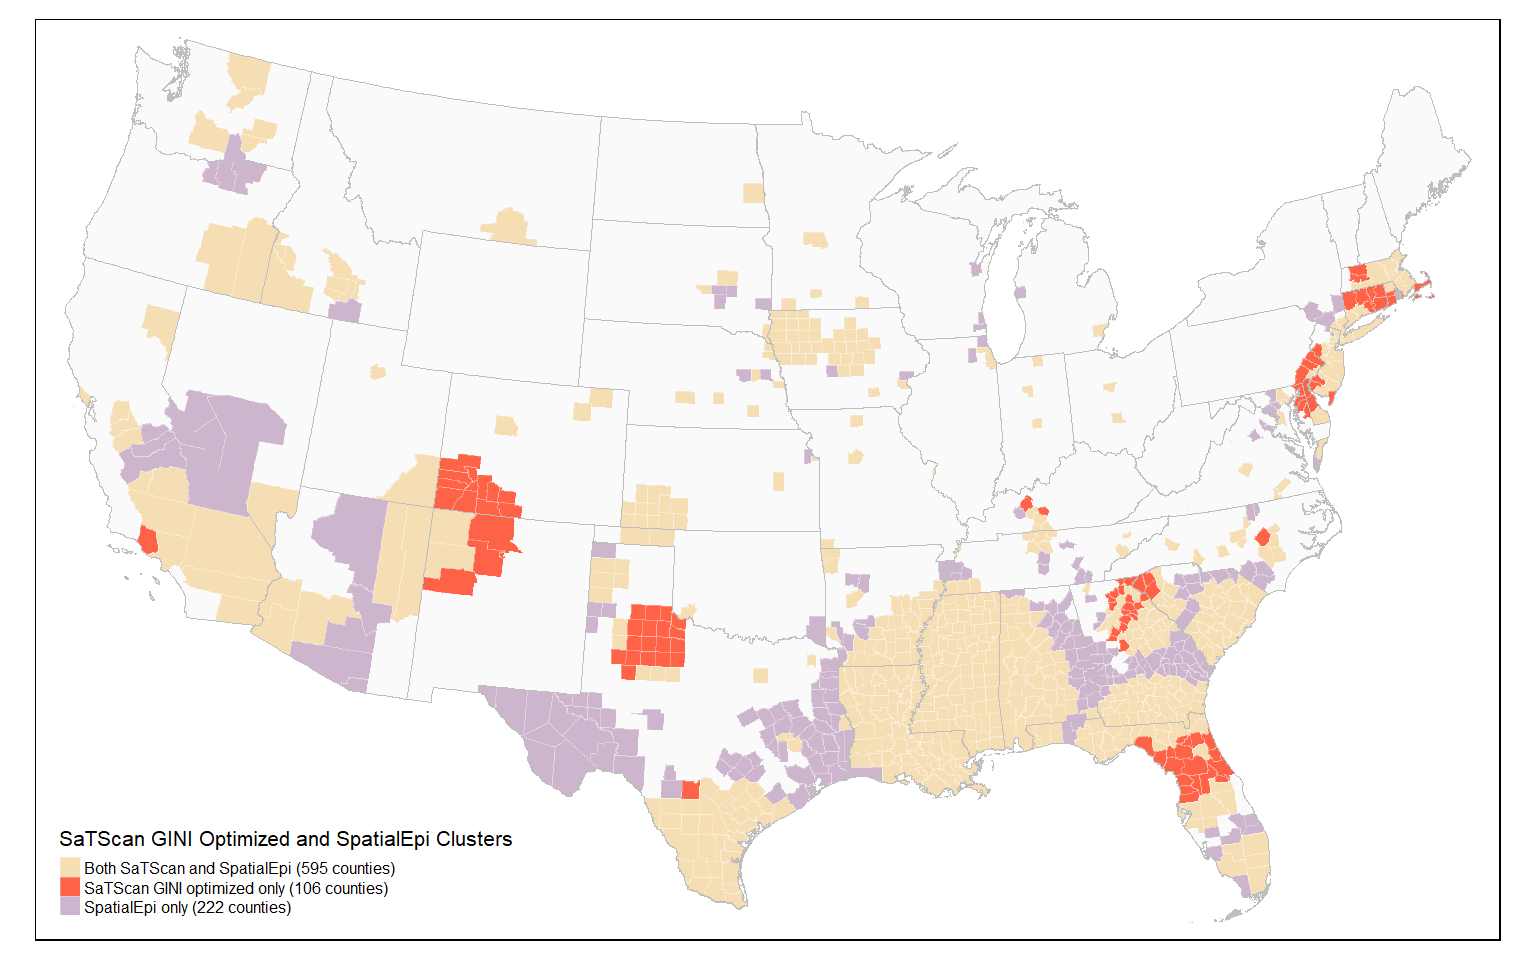 SaTScan GINI Optimized and SpatialEpi Clusters
Both SaTScan and SpatialEpi (595 counties)
SaTScan GINI optimized only (106 counties)
SpatialEpi only (222 counties)